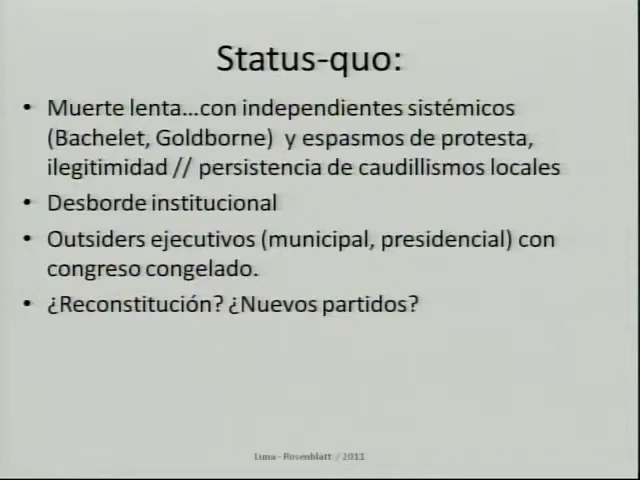 Status-quo:
• Muerte lenta...con independientes sistémicos
(Bachelet, Goldborne) y espasmos de protesta,
ilegitimidad // persistencia de caudillismos locales
• Desborde institucional
• Outsiders ejecutivos (municipal, presidencial) con
congreso congelado.
• ¿Reconstitución? ¿Nuevos partidos?
Luna - Rosenblatt / 2011